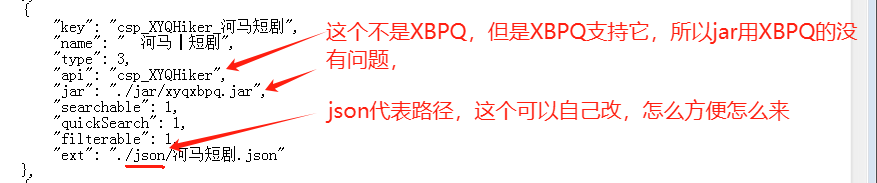 {
"key": "csp_XYQHiker_河马短剧",
"name": "  河马┃短剧",
"type": 3,
"api": "csp_XYQHiker",
"jar": "./jar/xyqxbpq.jar",
"searchable": 1,
"quickSearch": 1,
"filterable": 1,
"ext": "./json/河马短剧.json"
},
{
这个不是XBPQ，但是XBPQ支持它，所以jar用XBPQ的没
有问题，
json代表路径，这个可以自己改，怎么方便怎么来